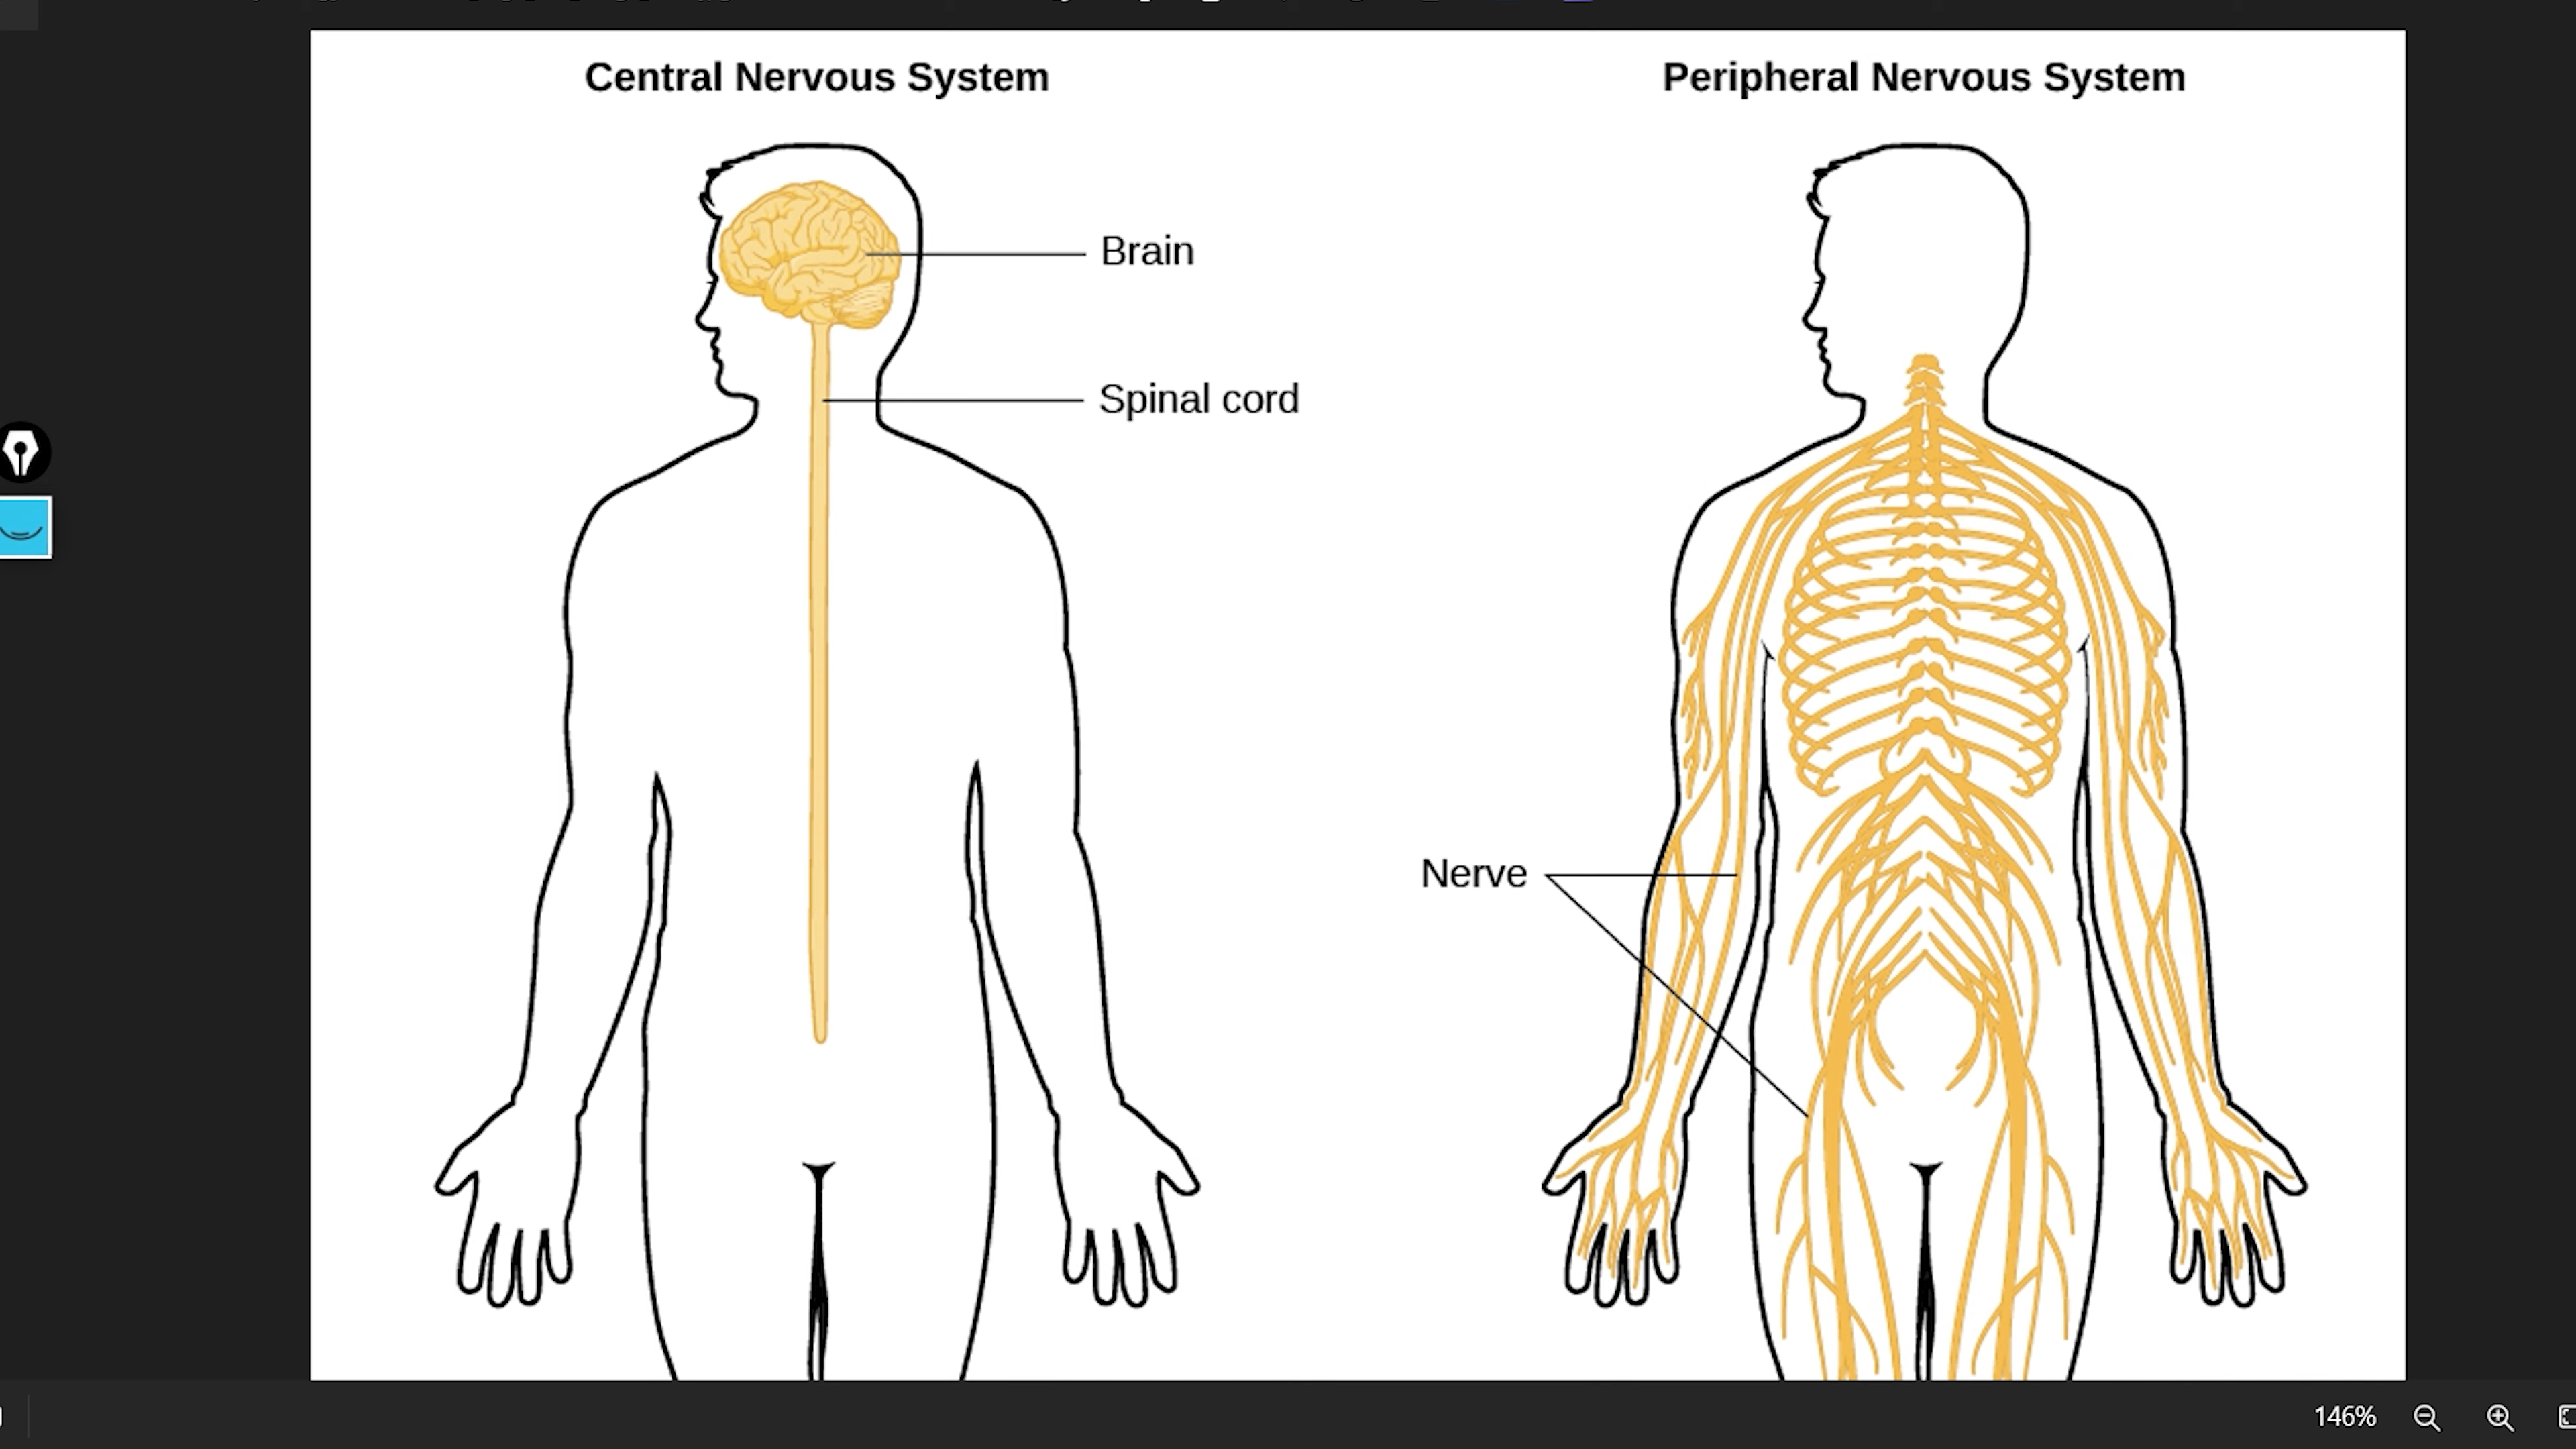 Central Nervous System
Peripheral Nervous System
Brain
Spinal cord
Nerve
146%